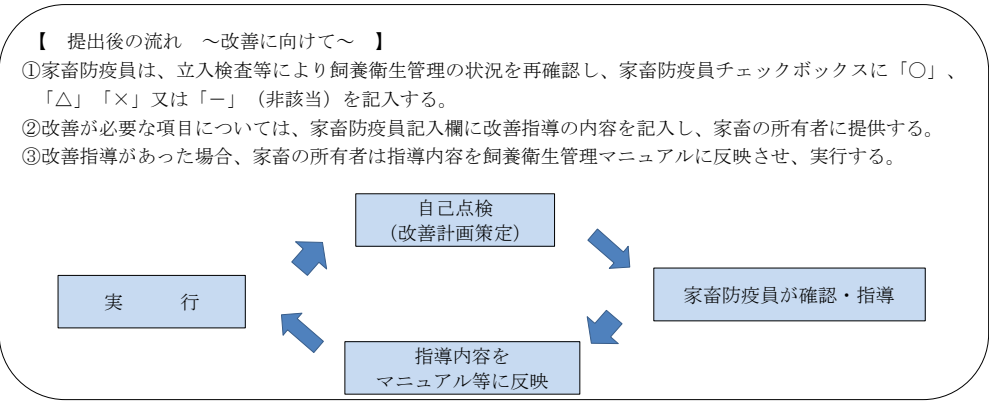 【　提出後の流れ　～改善に向けて～　】
①家畜防疫員は、立入検査等により飼養衛生管理の状況を再確認し、家畜防疫員チェックボックスに「○」、
「△」「×」又は「－」（非該当）を記入する。
②改善が必要な項目については、家畜防疫員記入欄に改善指導の内容を記入し、家畜の所有者に提供する。
③改善指導があった場合、家畜の所有者は指導内容を飼養衛生管理マニュアルに反映させ、実行する。
自己点検
（改善計画策定）
実　　　行
家畜防疫員が確認・指導
指導内容を
マニュアル等に反映